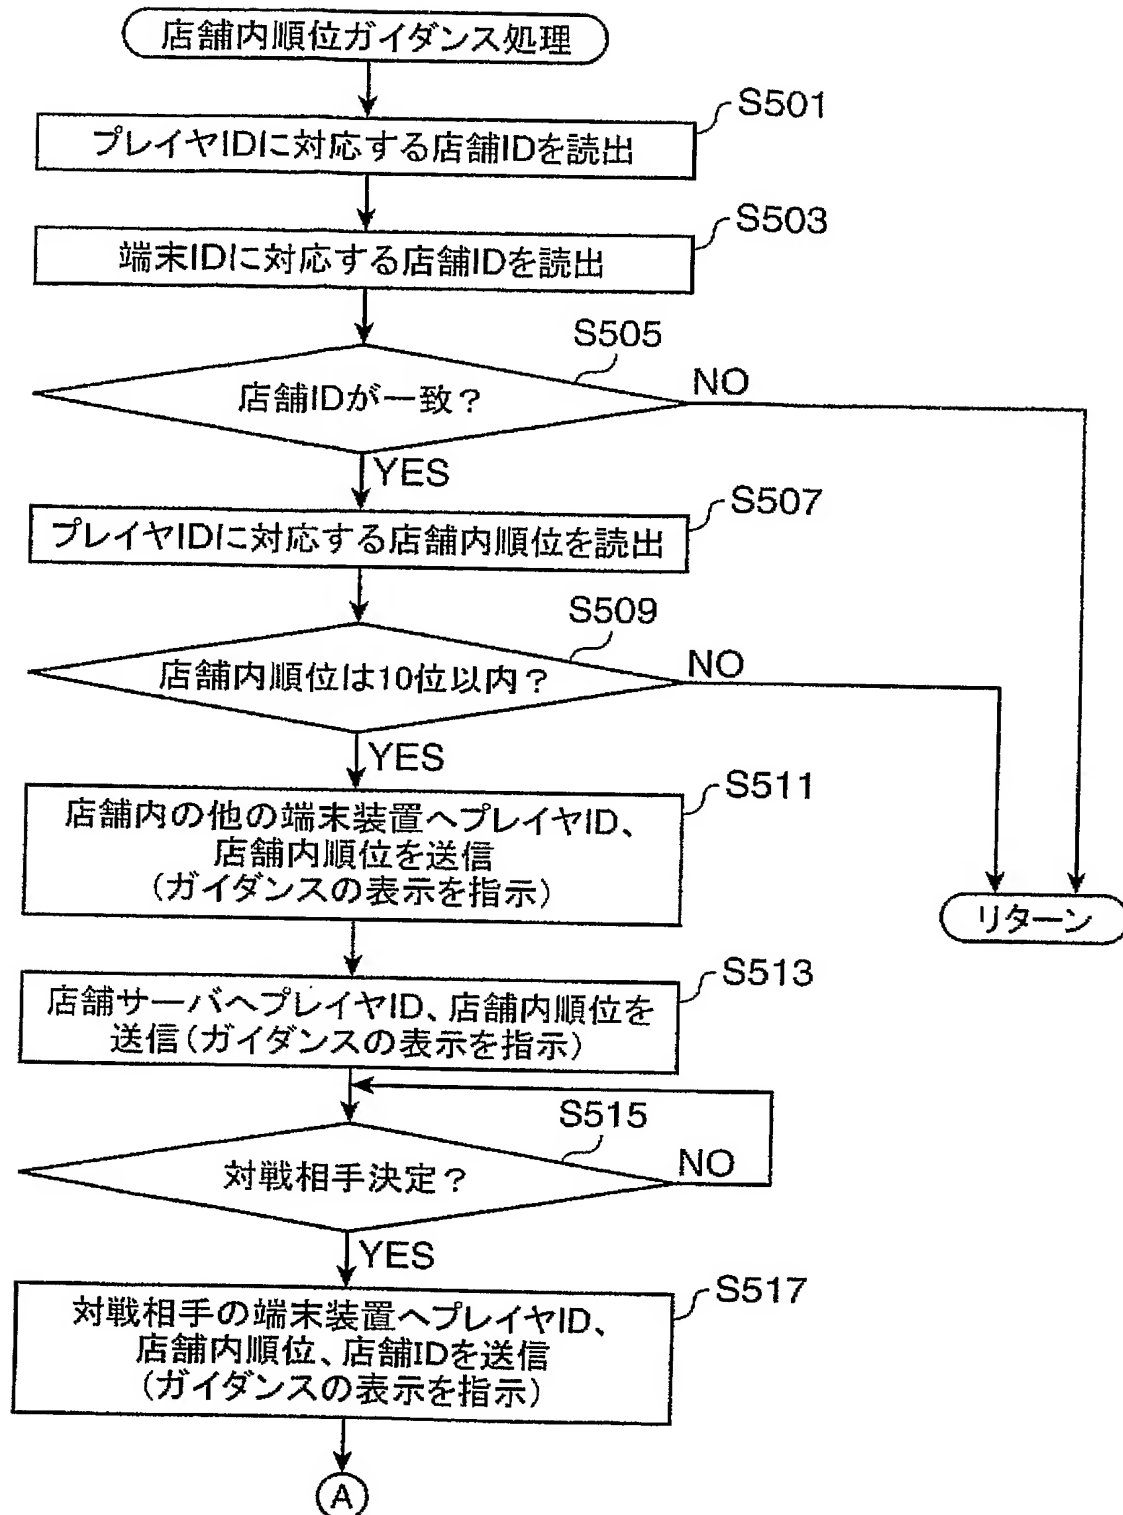 店舗内順位ガイダンス処理
S501
プレイヤIDに対応する店舗IDを読出
S503
端末IDに対応する店舗IDを読出
S505
店舗IDが一致?
NO
YES
S507
プレイヤIDに対応する店舗内順位を読出
S509
店舗内順位は10位以内?
NO
YES
S511
店舗内の他の端末装置へプレイヤID、
店舗内順位を送信
(ガイダンスの表示を指示)
リターン
S513
店舗サーバへプレイヤID、店舗内順位を
送信(ガイダンスの表示を指示)
S515
対戦相手決定?
NO
YES
S517
対戦相手の端末装置へプレイヤID、
店舗内順位、店舗IDを送信
(ガイダンスの表示を指示)
A